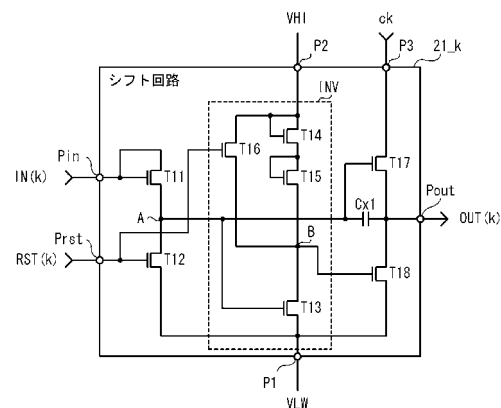 VHI
ck
P2
P3
21_k
シフト回路
INV
Pin
T14
T16
IN(k)
T11
T15
T17
Pout
Cx1
A
OUT(k)
Prst
B
RST(k)
T12
T18
T13
P1
VLW